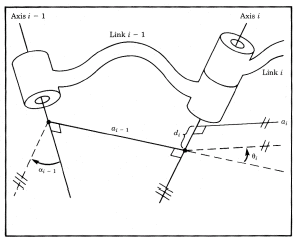 Axis i − 1
Axis i
Link i − 1
Link i
a_i
a_{i−1}
d_i
θ_i
α_{i−1}